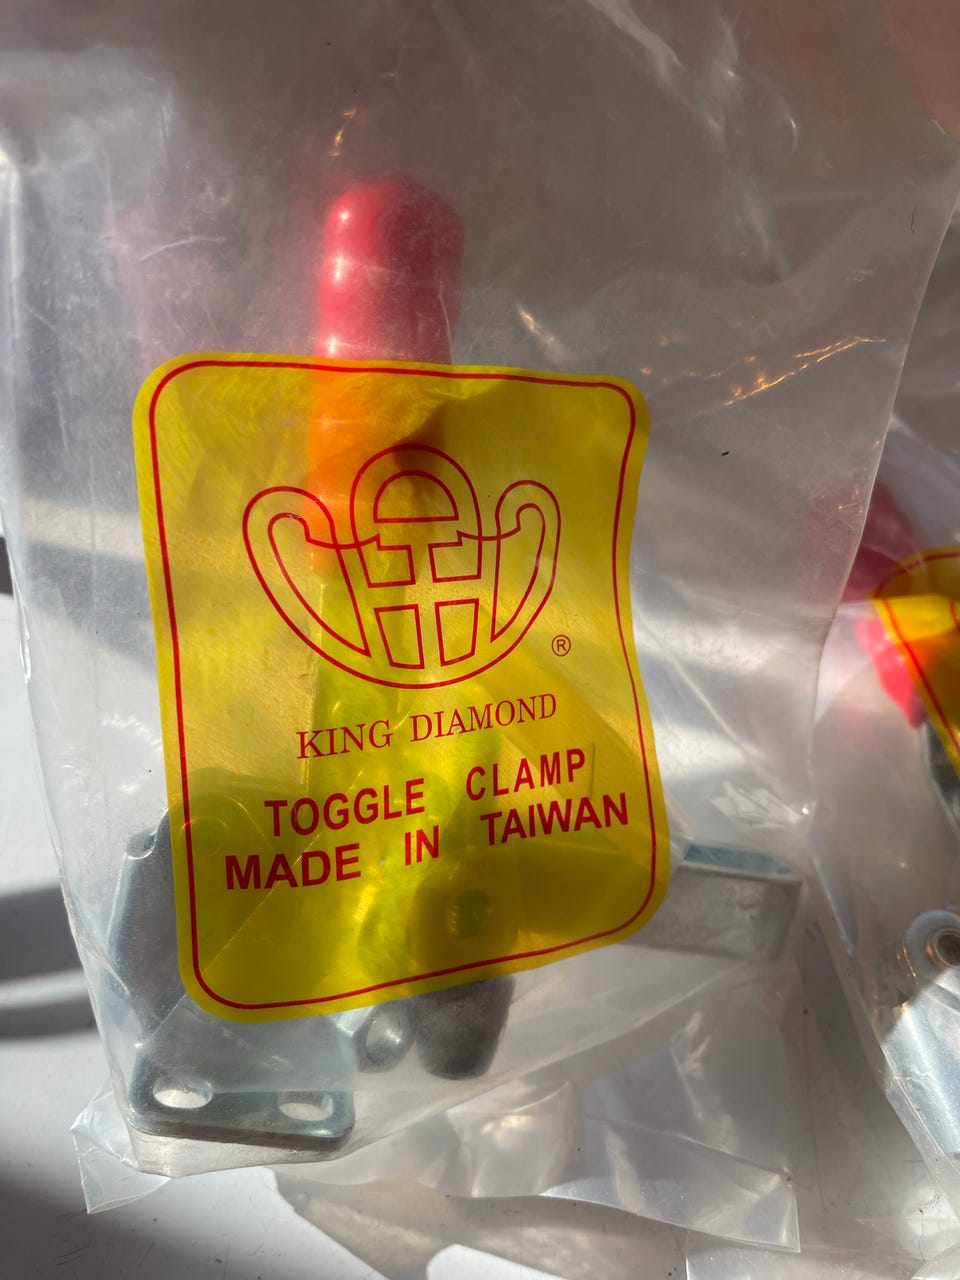 ®
KING DIAMOND
TOGGLE CLAMP
MADE IN TAIWAN